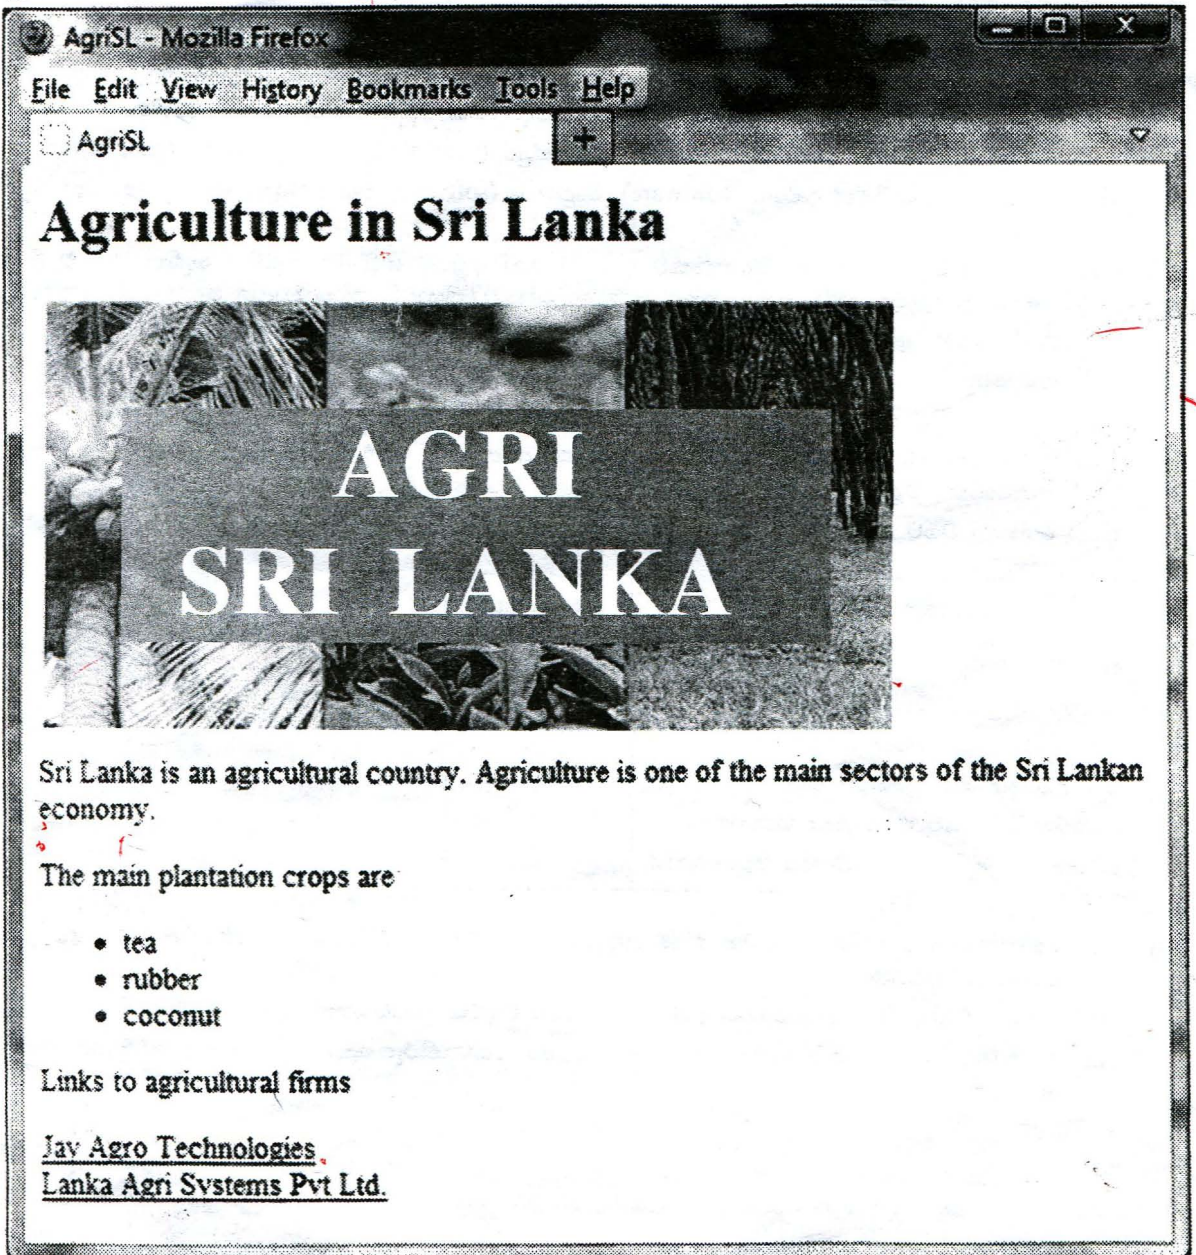 AgriSL - Mozilla Firefox
File Edit View History Bookmarks Tools Help
AgriSL
+
Agriculture in Sri Lanka
AGRI
SRI LANKA
Sri Lanka is an agricultural country. Agriculture is one of the main sectors of the Sri Lankan
economy.
The main plantation crops are
• tea
• rubber
• coconut
Links to agricultural firms
Jay Agro Technologies
Lanka Agri Systems Pvt Ltd.